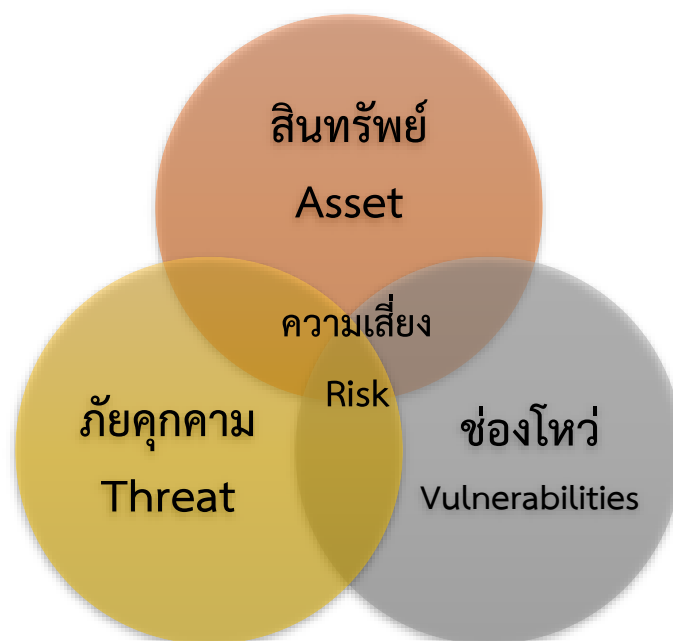 สินทรัพย์
Asset
ความเสี่ยง
Risk
ภัยคุกคาม
Threat
ช่องโหว่
Vulnerabilities